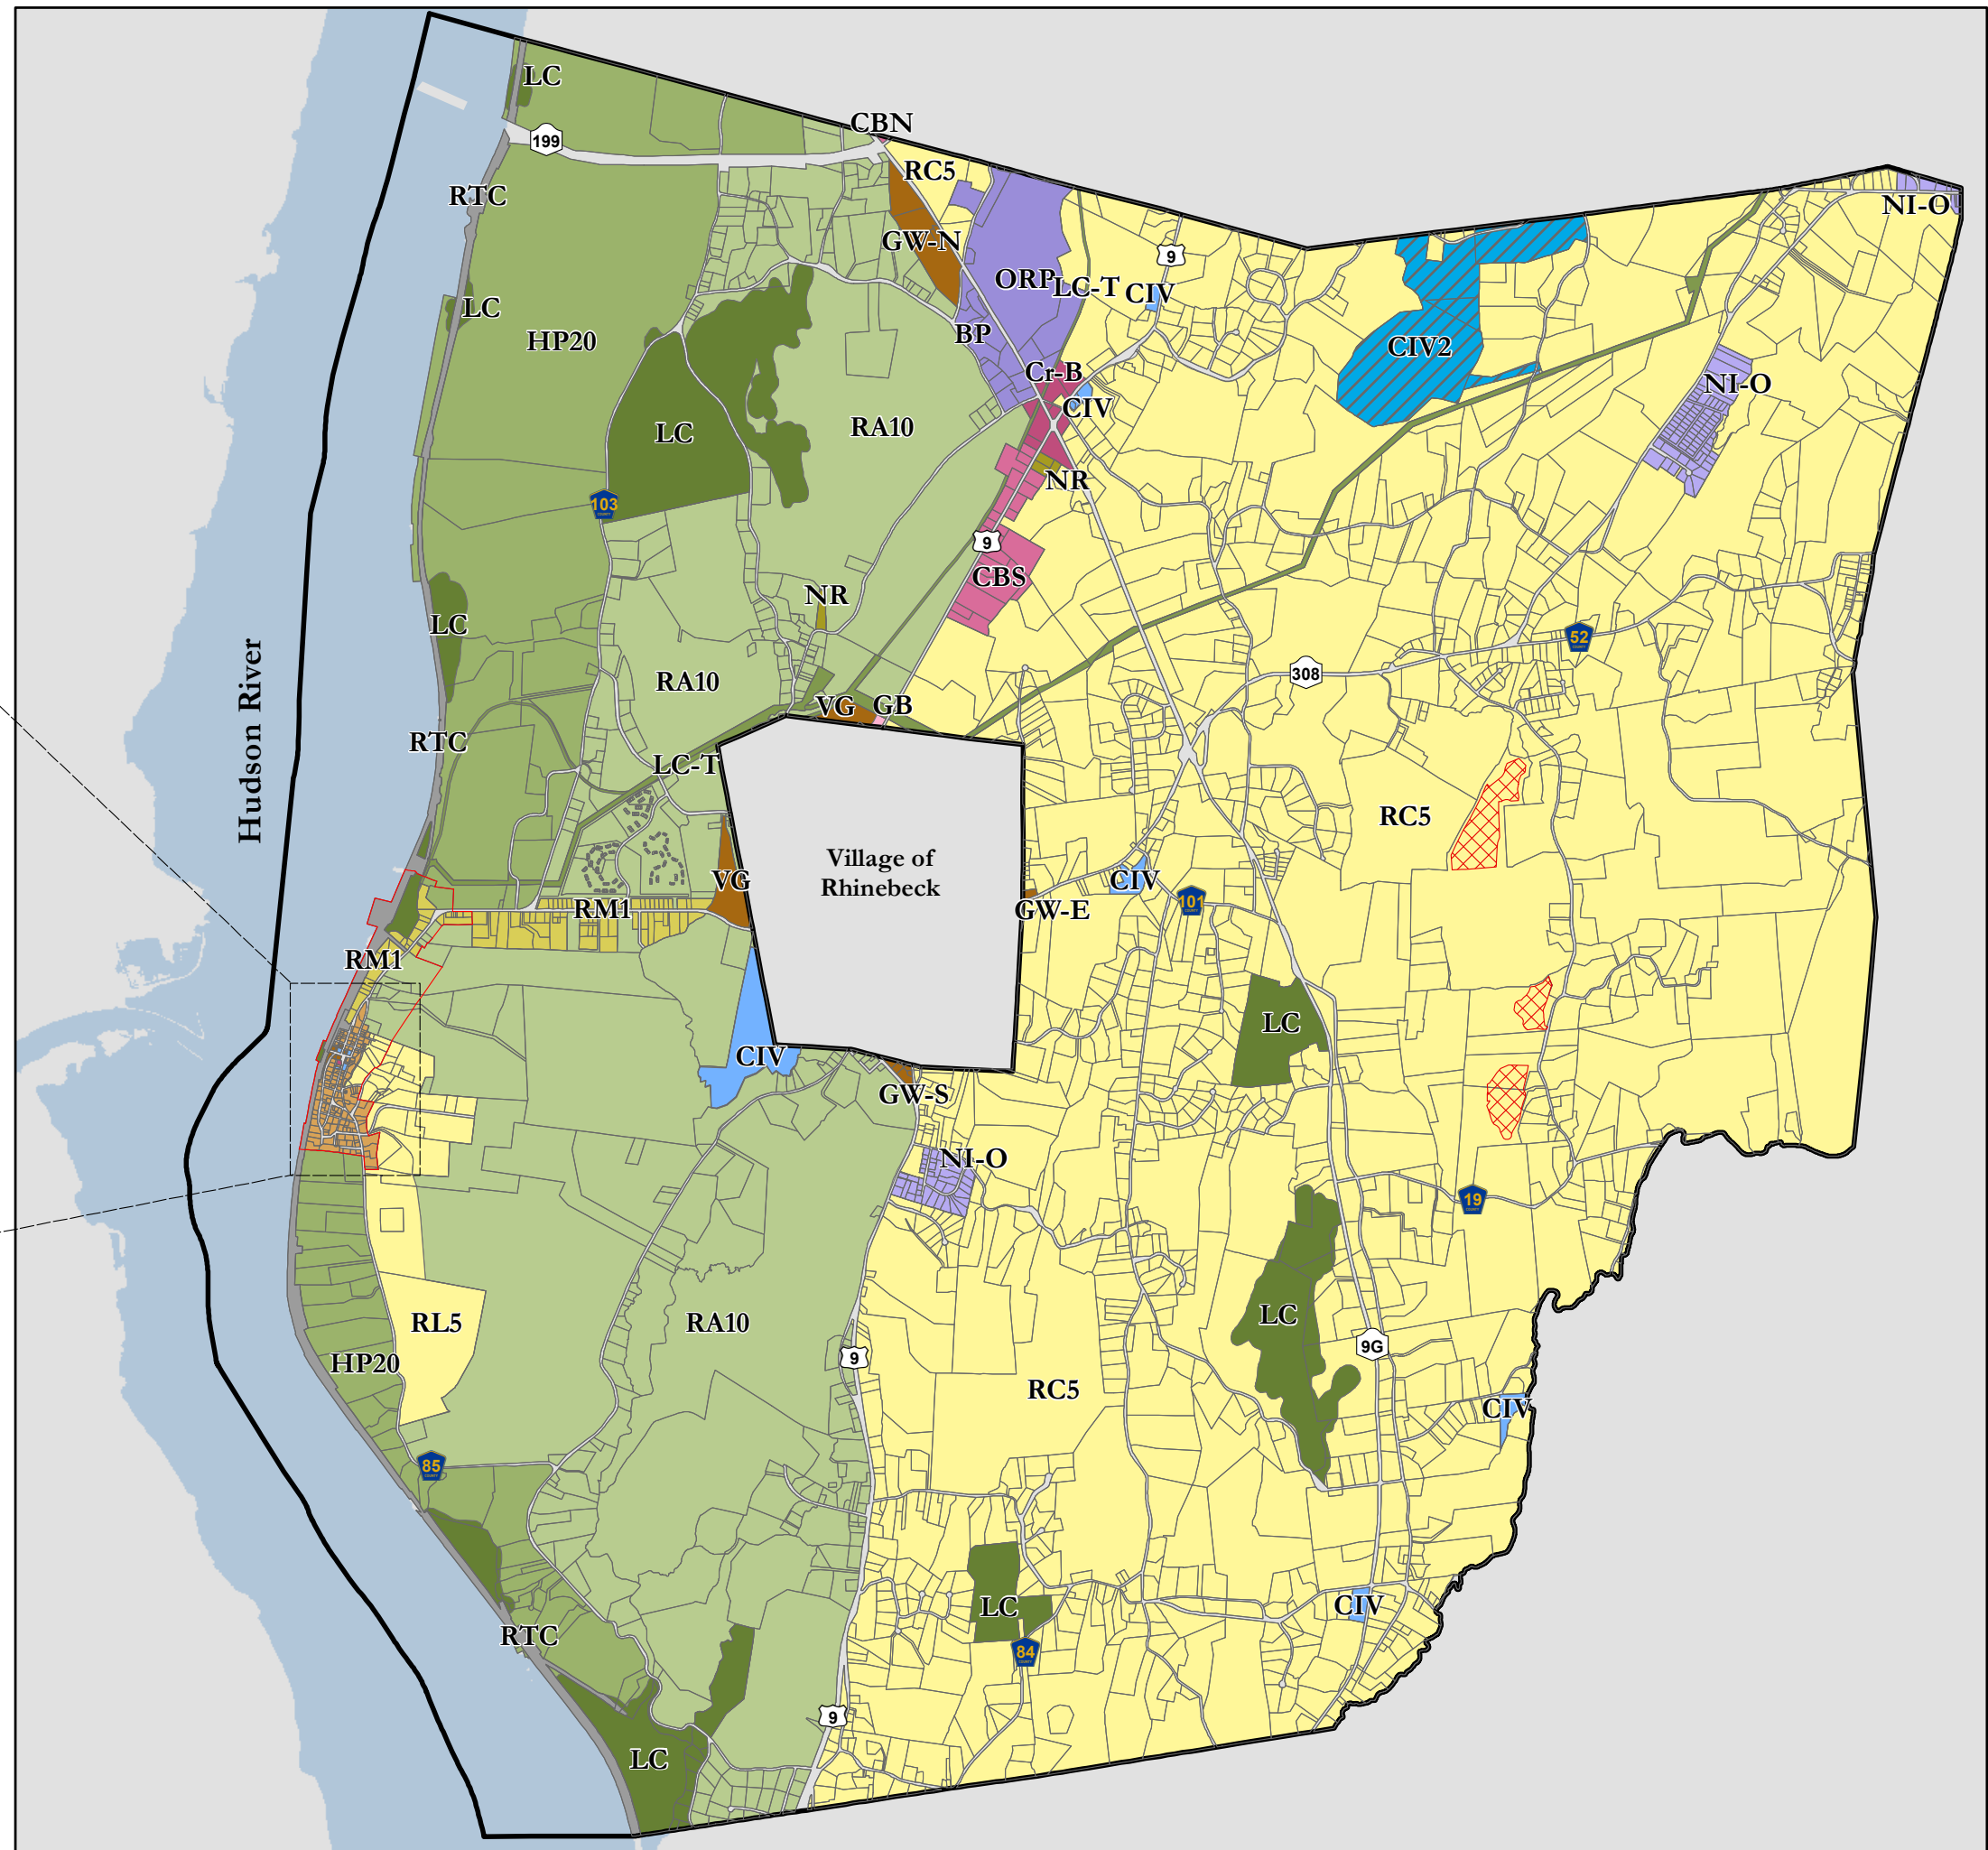 LC
CBN
199
RC5
RTC
NI-O
GW-N
9
ORP
LC-T
CIV
LC
BP
HP20
CIV2
Cr-B
NI-O
CIV
RA10
LC
NR
103
9
CBS
NR
LC
52
308
RA10
VG
GB
Hudson River
RTC
LC-T
RC5
Village of
Rhinebeck
VG
CIV
101
RM1
GW-E
RM1
LC
CIV
GW-S
NI-O
19
LC
RL5
RA10
9G
HP20
9
RC5
CIV
85
LC
CIV
RTC
84
9
LC